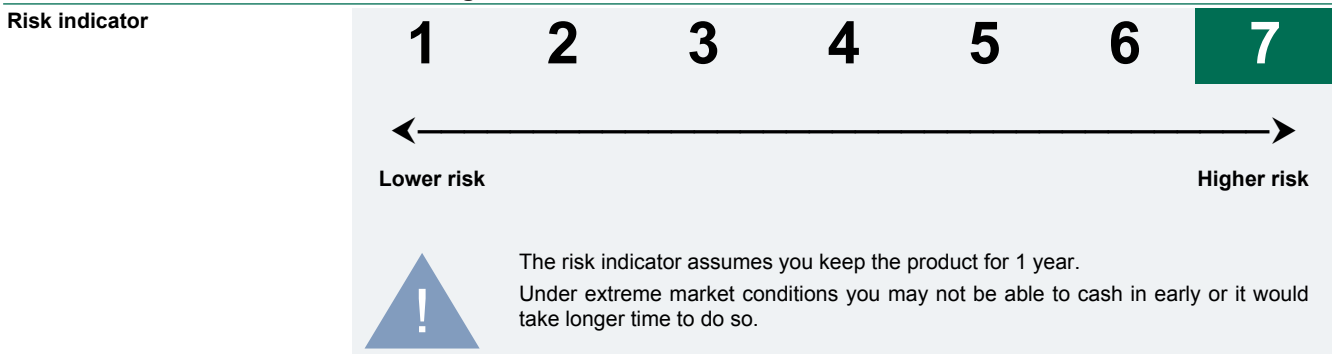 Risk indicator
1 2 3 4 5 6 7
Lower risk Higher risk
!
The risk indicator assumes you keep the product for 1 year.
Under extreme market conditions you may not be able to cash in early or it would
take longer time to do so.